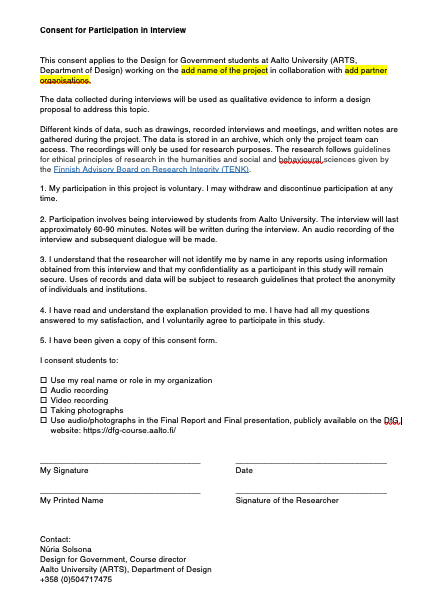 Consent for Participation in Interview
This consent applies to the Design for Government students at Aalto University (ARTS,
Department of Design) working on the add name of the project in collaboration with add partner
organisations.
The data collected during interviews will be used as qualitative evidence to inform a design
proposal to address this topic.
Different kinds of data, such as drawings, recorded interviews and meetings, and written notes are
gathered during the project. The data is stored in an archive, which only the project team can
access. The recordings will only be used for research purposes. The research follows guidelines
for ethical principles of research in the humanities and social and behavioural sciences given by
the Finnish Advisory Board on Research Integrity (TENK).
1. My participation in this project is voluntary. I may withdraw and discontinue participation at any
time.
2. Participation involves being interviewed by students from Aalto University. The interview will last
approximately 60-90 minutes. Notes will be written during the interview. An audio recording of the
interview and subsequent dialogue will be made.
3. I understand that the researcher will not identify me by name in any reports using information
obtained from this interview and that my confidentiality as a participant in this study will remain
secure. Uses of records and data will be subject to research guidelines that protect the anonymity
of individuals and institutions.
4. I have read and understand the explanation provided to me. I have had all my questions
answered to my satisfaction, and I voluntarily agree to participate in this study.
5. I have been given a copy of this consent form.
I consent students to:
☐ Use my real name or role in my organization
☐ Audio recording
☐ Video recording
☐ Taking photographs
☐ Use audio/photographs in the Final Report and Final presentation, publicly available on the DfG
website: https://dfg-course.aalto.fi/
My Signature Date
My Printed Name Signature of the Researcher
Contact:
Núria Solsona
Design for Government, Course director
Aalto University (ARTS), Department of Design
+358 (0)504717475